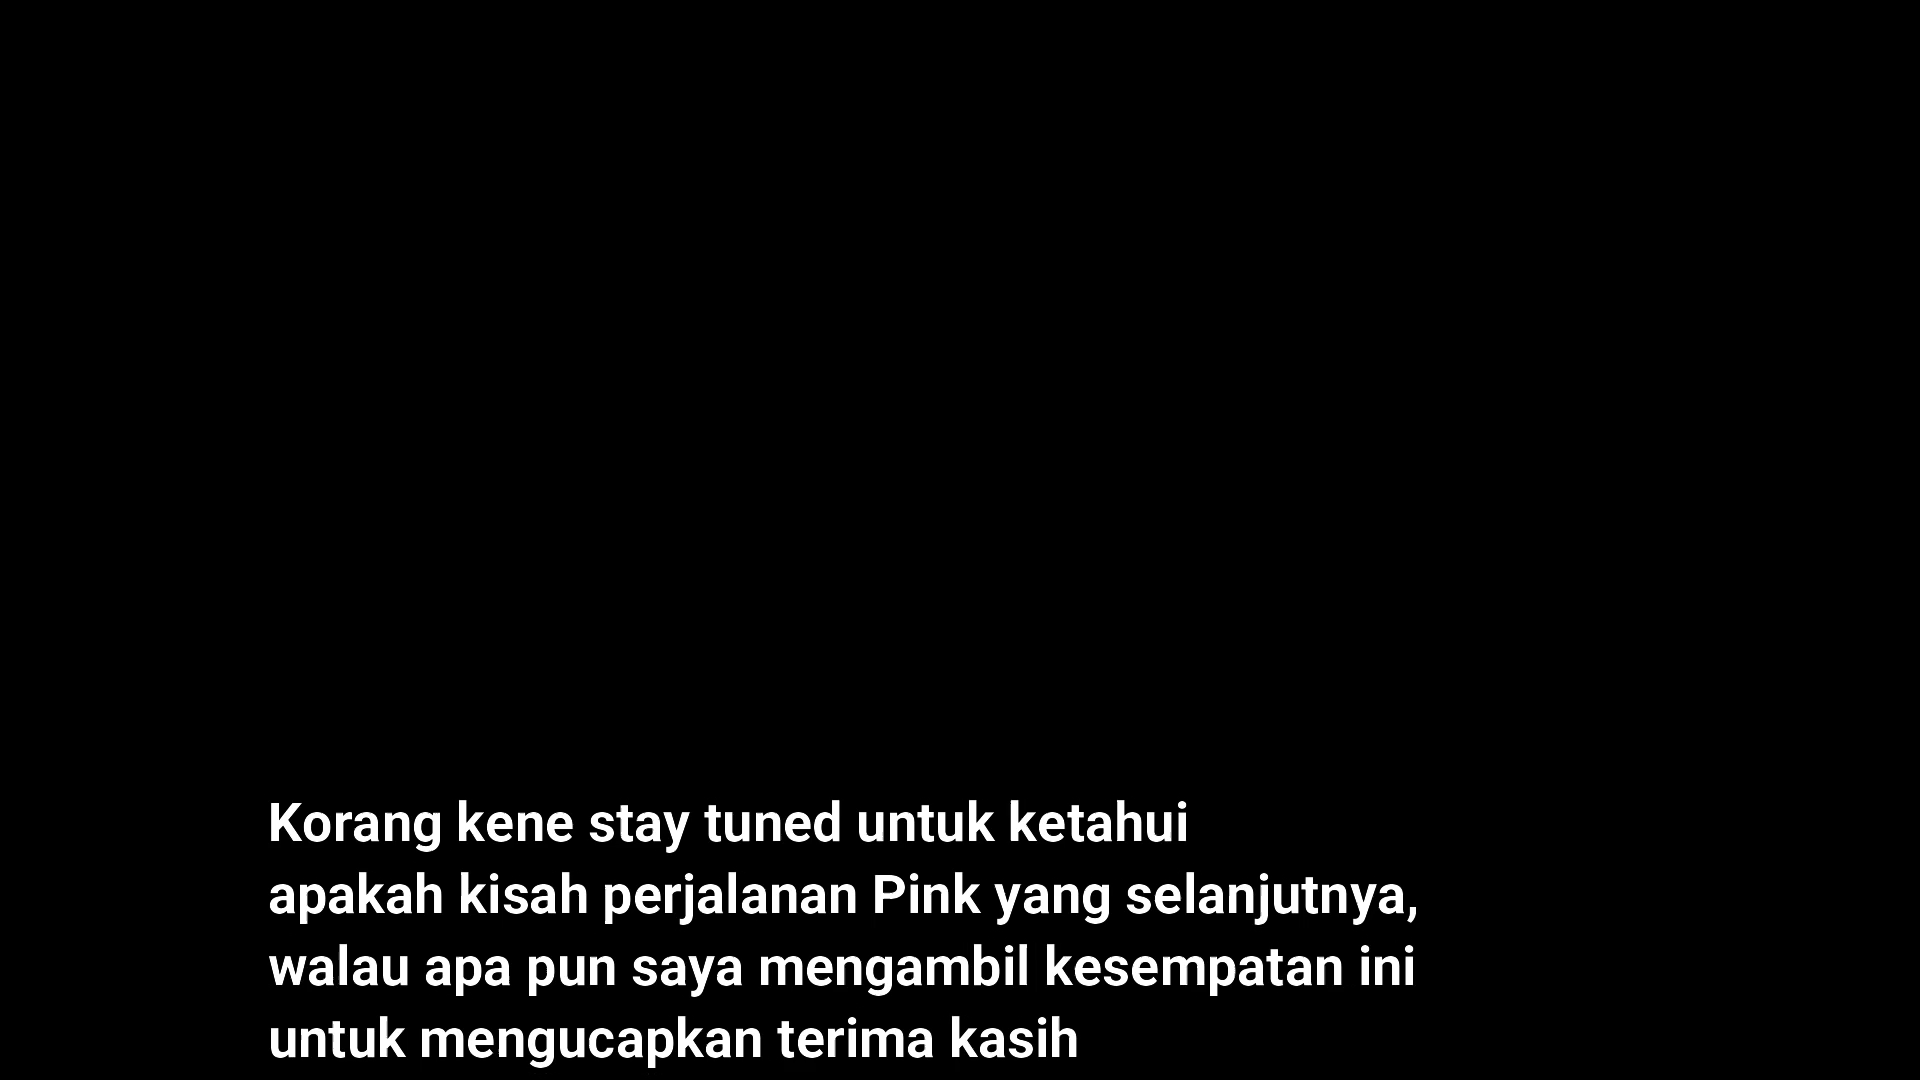 Korang kene stay tuned untuk ketahui
apakah kisah perjalanan Pink yang selanjutnya,
walau apa pun saya mengambil kesempatan ini
untuk mengucapkan terima kasih